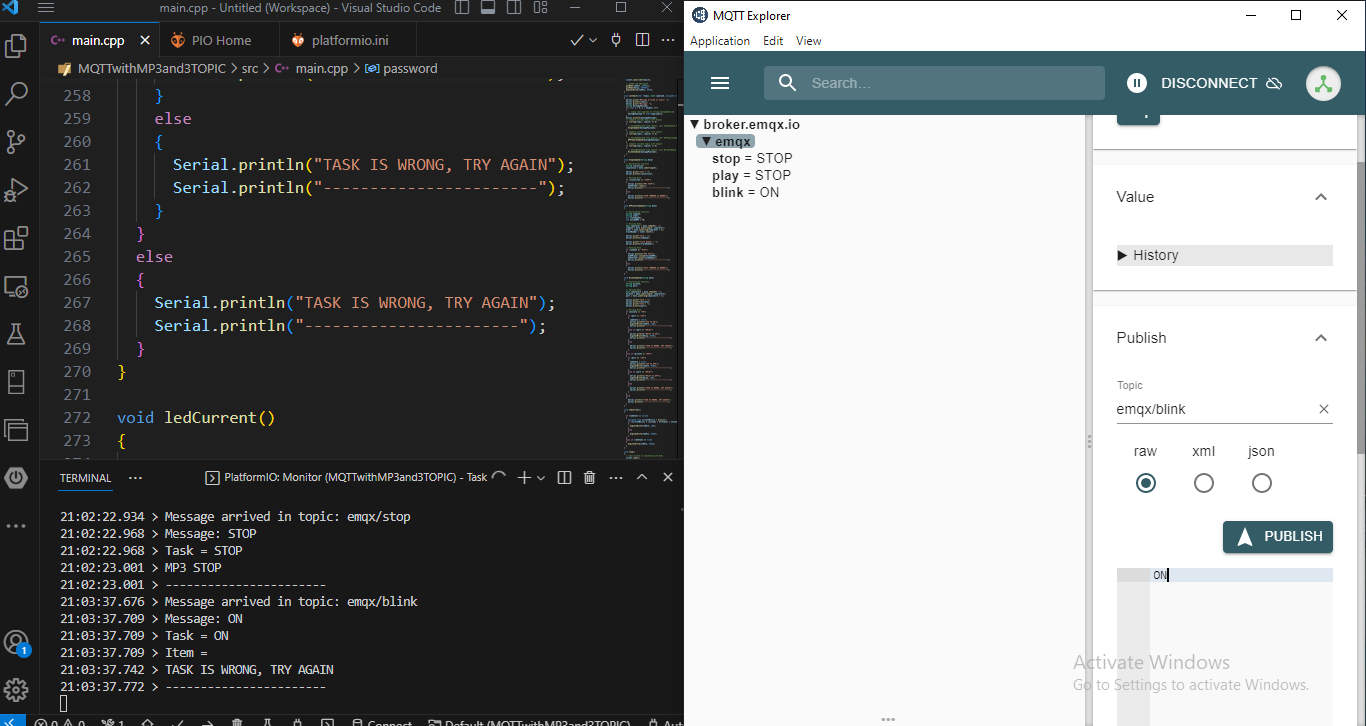 main.cpp - Untitled (Workspace) - Visual Studio Code
main.cpp
PIO Home
platformio.ini
MQTTwithMP3and3TOPIC > src > main.cpp > password
258 }
259 else
260 {
261 Serial.println("TASK IS WRONG, TRY AGAIN");
262 Serial.println("-----------------------");
263 }
264 }
265 else
266 {
267 Serial.println("TASK IS WRONG, TRY AGAIN");
268 Serial.println("-----------------------");
269 }
270 }
271
272 void ledCurrent()
273 {
TERMINAL
PlatformIO: Monitor (MQTTwithMP3and3TOPIC) - Task
21:02:22.934 > Message arrived in topic: emqx/stop
21:02:22.968 > Message: STOP
21:02:22.968 > Task = STOP
21:02:23.001 > MP3 STOP
21:02:23.001 > -----------------------
21:03:37.676 > Message arrived in topic: emqx/blink
21:03:37.709 > Message: ON
21:03:37.709 > Task = ON
21:03:37.709 > Item =
21:03:37.742 > TASK IS WRONG, TRY AGAIN
21:03:37.772 > -----------------------
1
0 0 1 Connect Default (MQTTwithMP3and3TOPIC) Aut
MQTT Explorer
Application Edit View
Search...
DISCONNECT
▼ broker.emqx.io
▼ emqx
stop = STOP
play = STOP
blink = ON
Value
▶ History
Publish
Topic
emqx/blink
raw xml json
PUBLISH
ON
Activate Windows
Go to Settings to activate Windows.